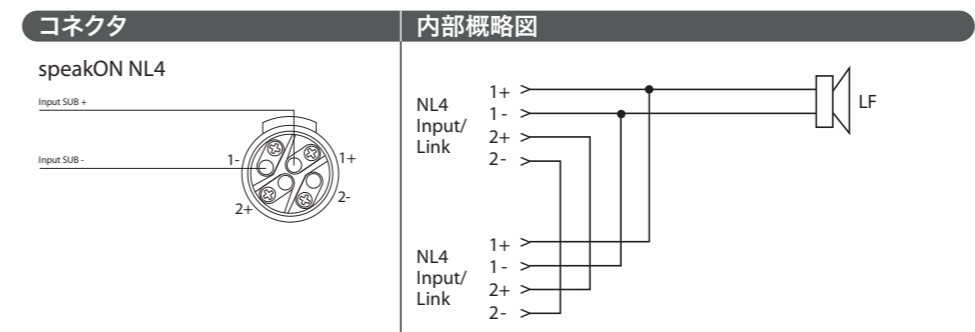 コネクタ
内部概略図
speakON NL4
Input SUB +
Input SUB -
1-
1+
2+
2-
NL4
Input/
Link
1+
1 -
2+
2-
LF
NL4
Input/
Link
1+
1 -
2+
2-